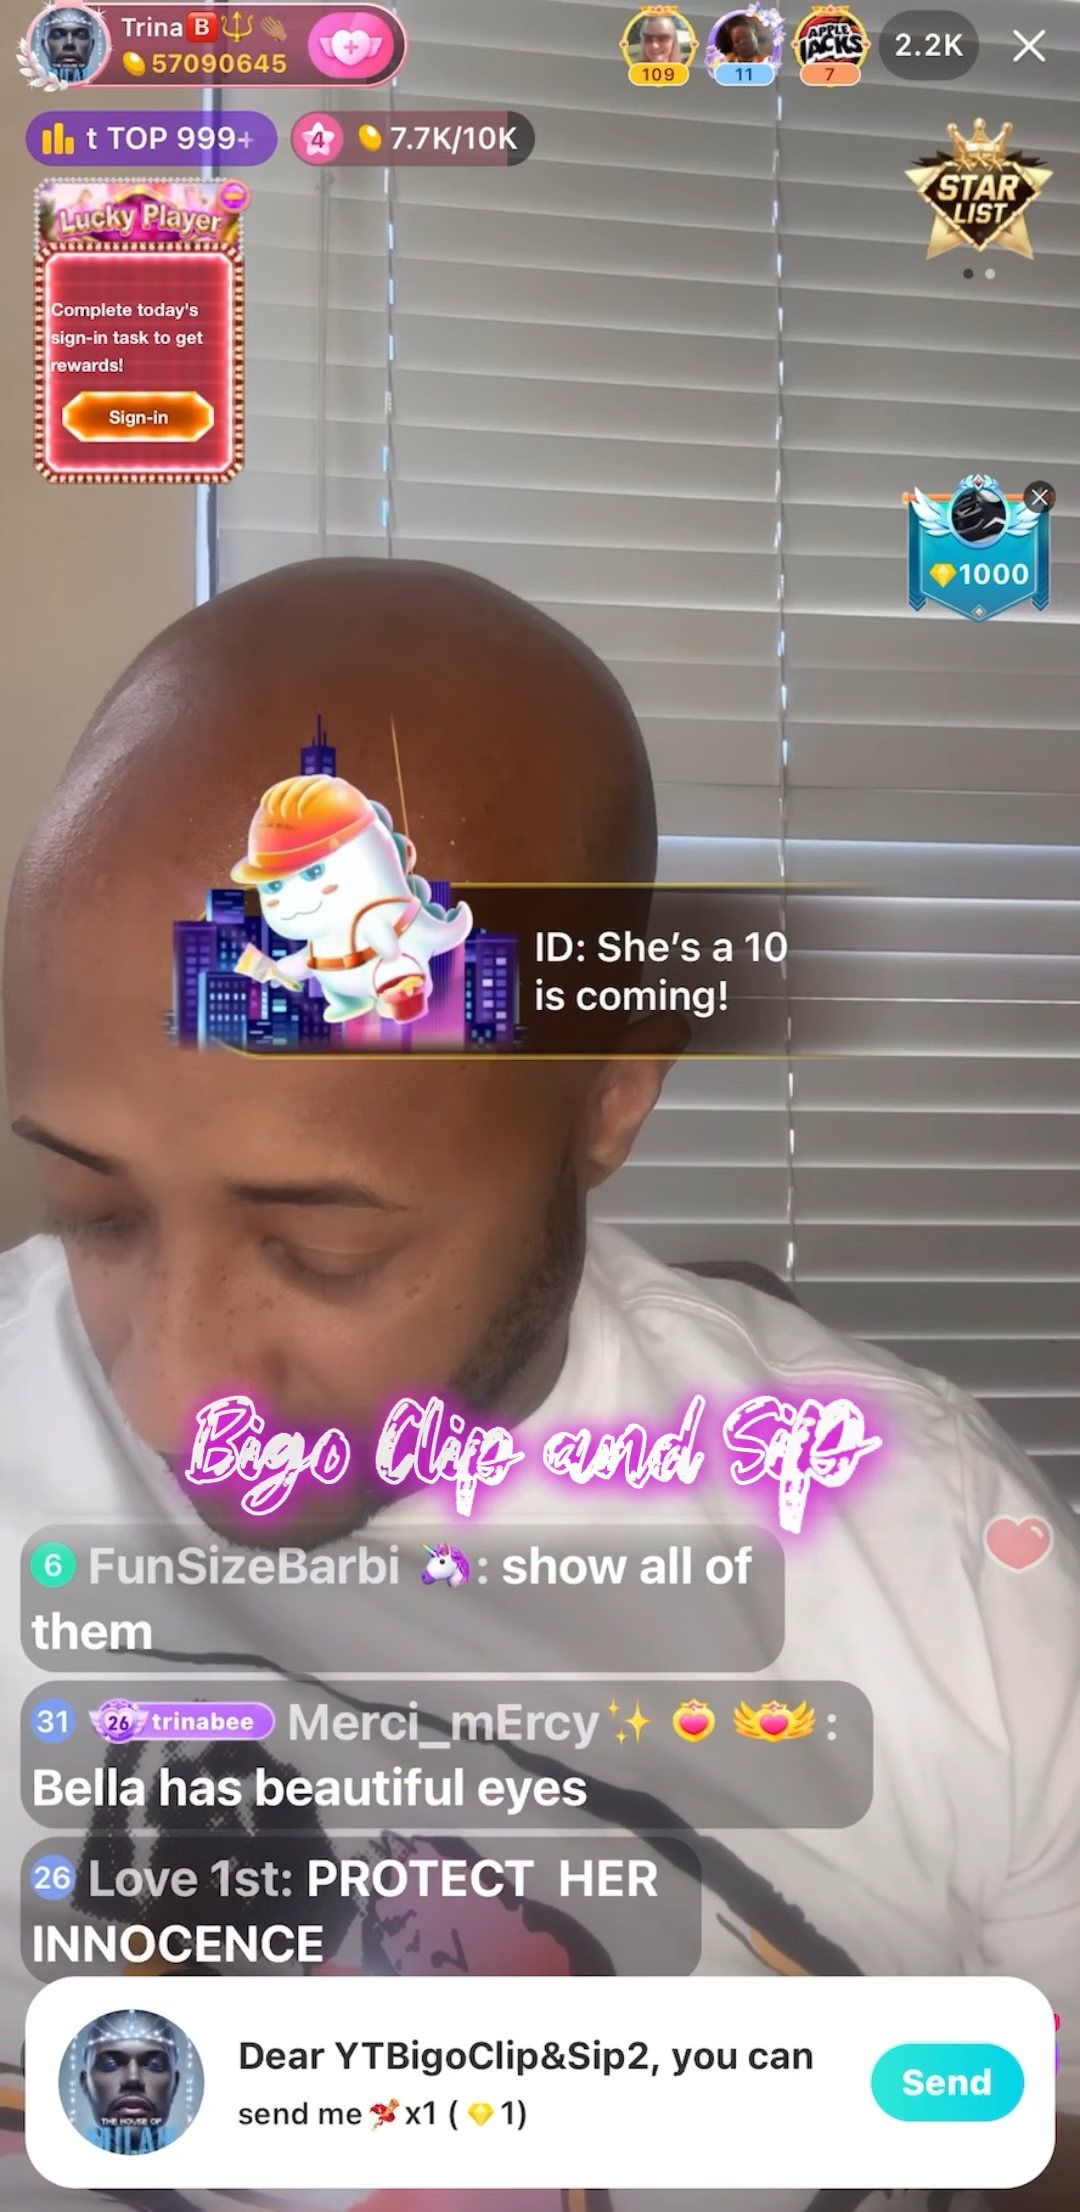 Trina B
57090645
109
11
7
2.2K
t TOP 999+
4
7.7K/10K
STAR
LIST
Lucky Player
Complete today's
sign-in task to get
rewards!
Sign-in
1000
APPLE
JACKS
ID: She's a 10
is coming!
Bigo Clip and Sip
6 FunSizeBarbi 🦄: show all of
them
31 26 trinabee Merci_mErcy✨ :
Bella has beautiful eyes
26 Love 1st: PROTECT HER
INNOCENCE
THE HOUSE OF
Dear YTBigoClip&Sip2, you can
send me x1 ( 1)
Send